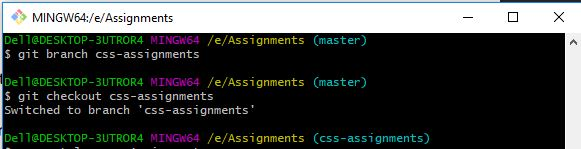 MINGW64:/e/Assignments
Dell@DESKTOP-3UTROR4 MINGW64 /e/Assignments (master)
$ git branch css-assignments
Dell@DESKTOP-3UTROR4 MINGW64 /e/Assignments (master)
$ git checkout css-assignments
Switched to branch 'css-assignments'
Dell@DESKTOP-3UTROR4 MINGW64 /e/Assignments (css-assignments)